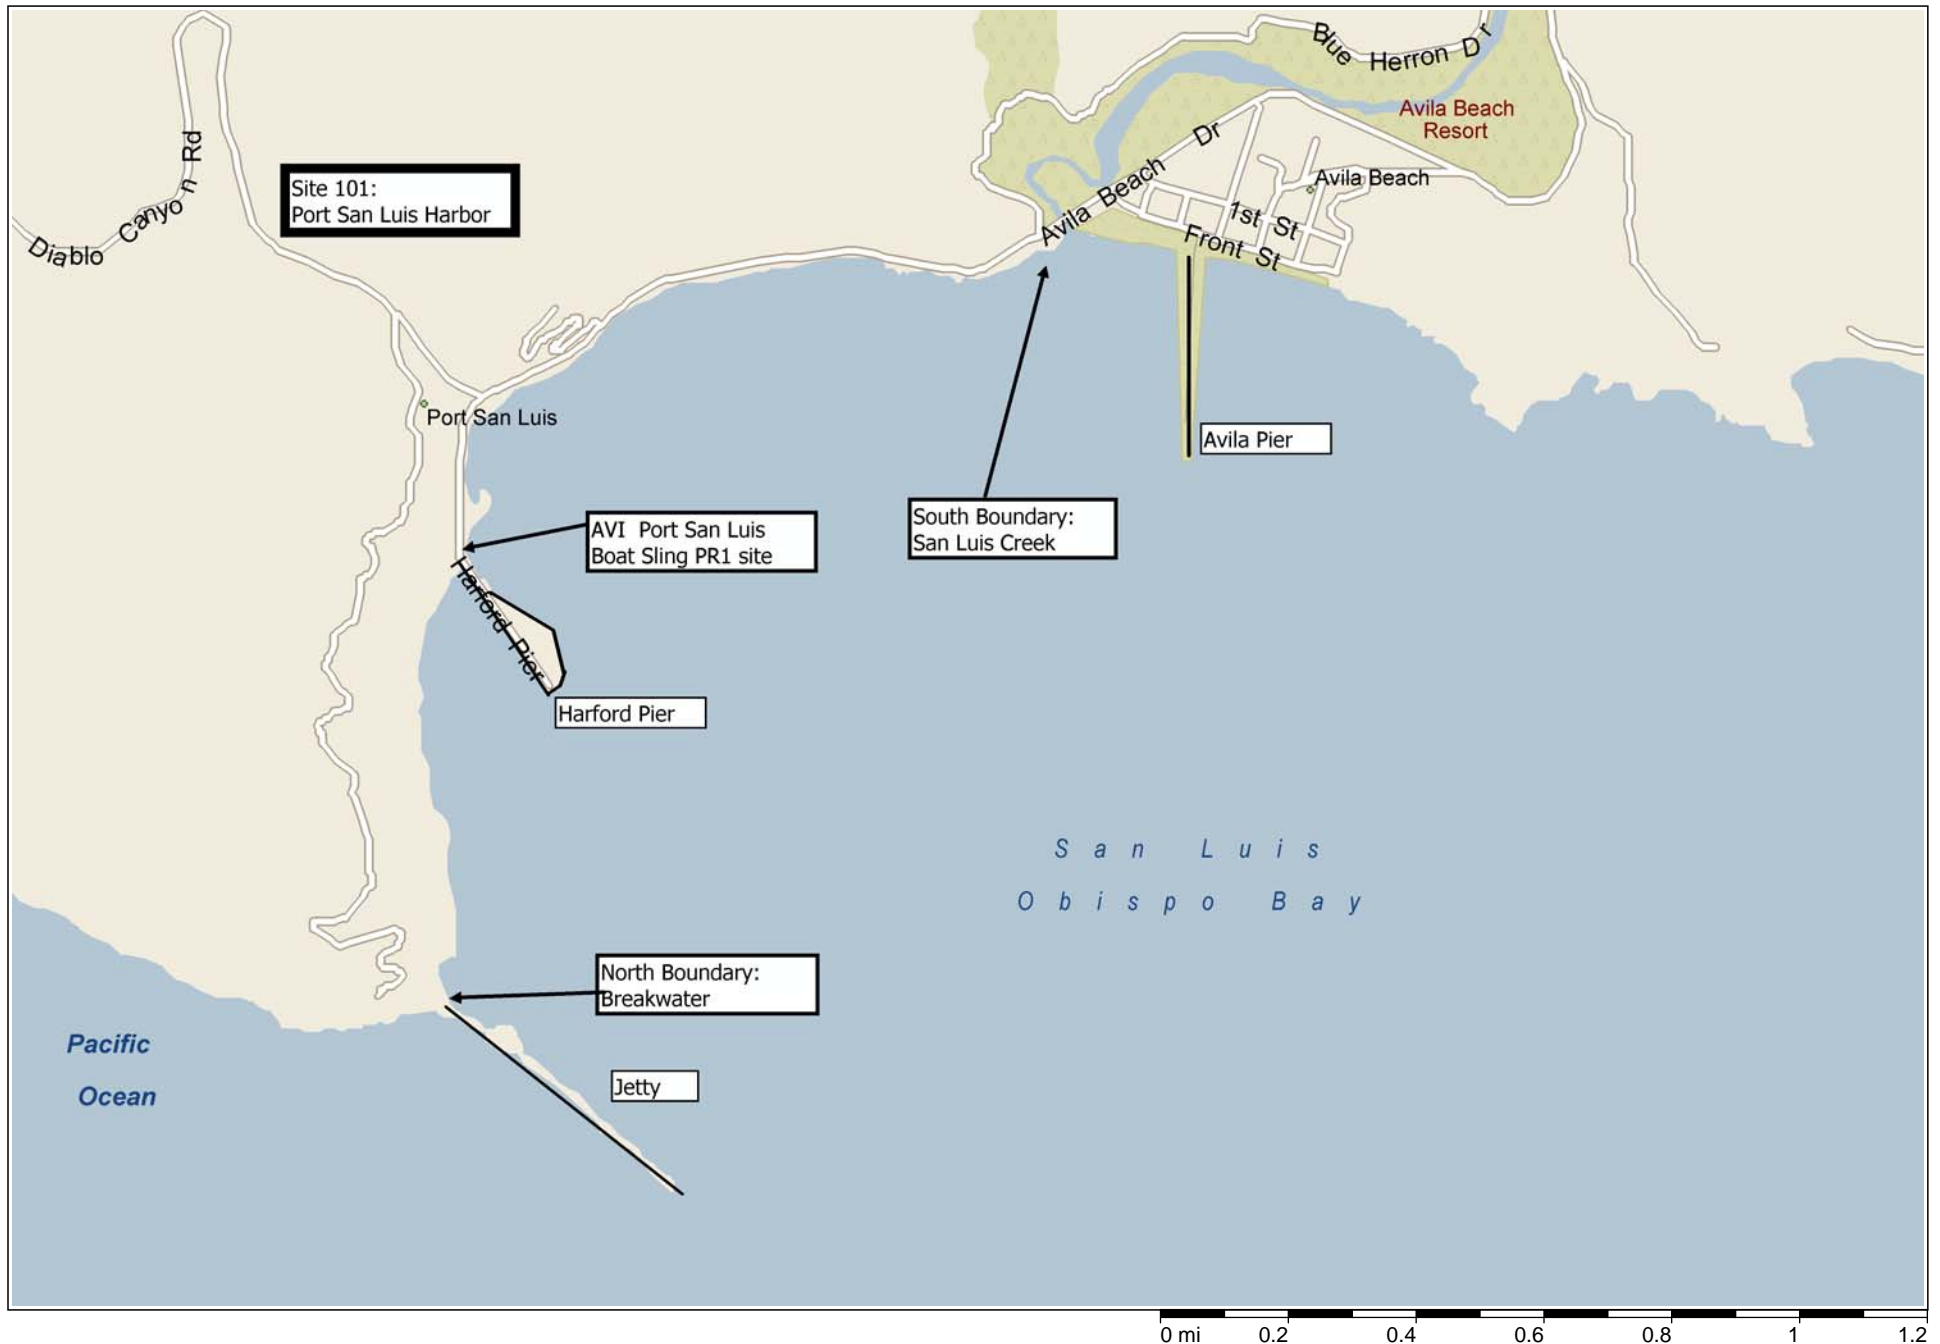 Blue Herron Dr
Avila Beach
Resort
Diablo Canyon Rd
Site 101:
Port San Luis Harbor
Avila Beach Dr
Avila Beach
1st St
Front St
Port San Luis
Avila Pier
AVI Port San Luis
Boat Sling PR1 site
South Boundary:
San Luis Creek
Harford Pier
Harford Pier
San Luis
Obispo Bay
North Boundary:
Breakwater
Pacific
Ocean
Jetty
0 mi 0.2 0.4 0.6 0.8 1 1.2